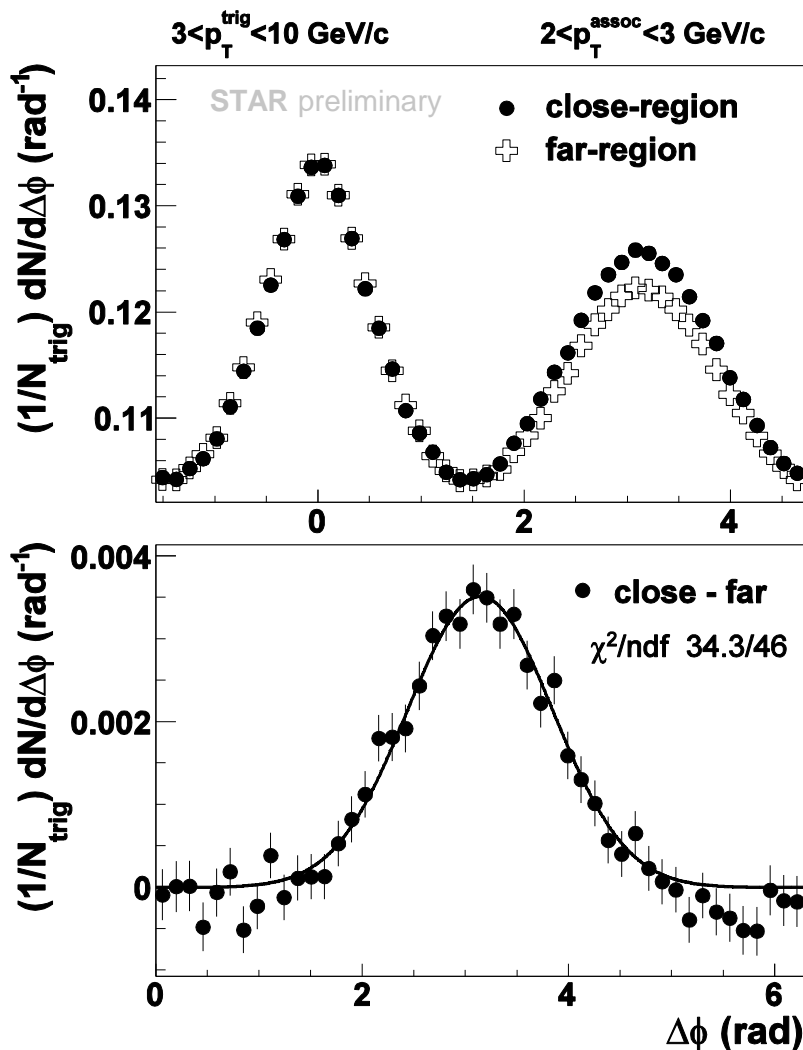 3<p_T^trig<10 GeV/c 2<p_T^assoc<3 GeV/c
STAR preliminary
close-region
far-region
(1/N_trig) dN/dΔϕ (rad⁻¹)
0.14
0.13
0.12
0.11
0 2 4
close - far
χ²/ndf 34.3/46
(1/N_trig) dN/dΔϕ (rad⁻¹)
0.004
0.002
0
0 2 4 6
Δϕ (rad)